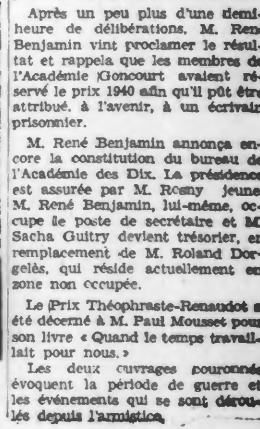 Après un peu plus d'une demi-
heure de délibérations, M. René
Benjamin vint proclamer le résul-
tat et rappela que les membres de
l'Académie Goncourt avaient ré-
servé le prix 1940 afin qu'il pût être
attribué, à l'avenir, à un écrivain
prisonnier.
M. René Benjamin annonça en-
core la constitution du bureau de
l'Académie des Dix. La présidence
est assurée par M. Rosny jeune
M. René Benjamin, lui-même, oc-
cupe le poste de secrétaire et M.
Sacha Guitry devient trésorier, en
remplacement de M. Roland Dor-
gelès, qui réside actuellement en
zone non occupée.
Le Prix Théophraste-Renaudot a
été décerné à M. Paul Mousset pour
son livre « Quand le temps travail-
lait pour nous. »
Les deux ouvrages couronnés
évoquent la période de guerre et
les événements qui se sont dérou-
lés depuis l'armistice.